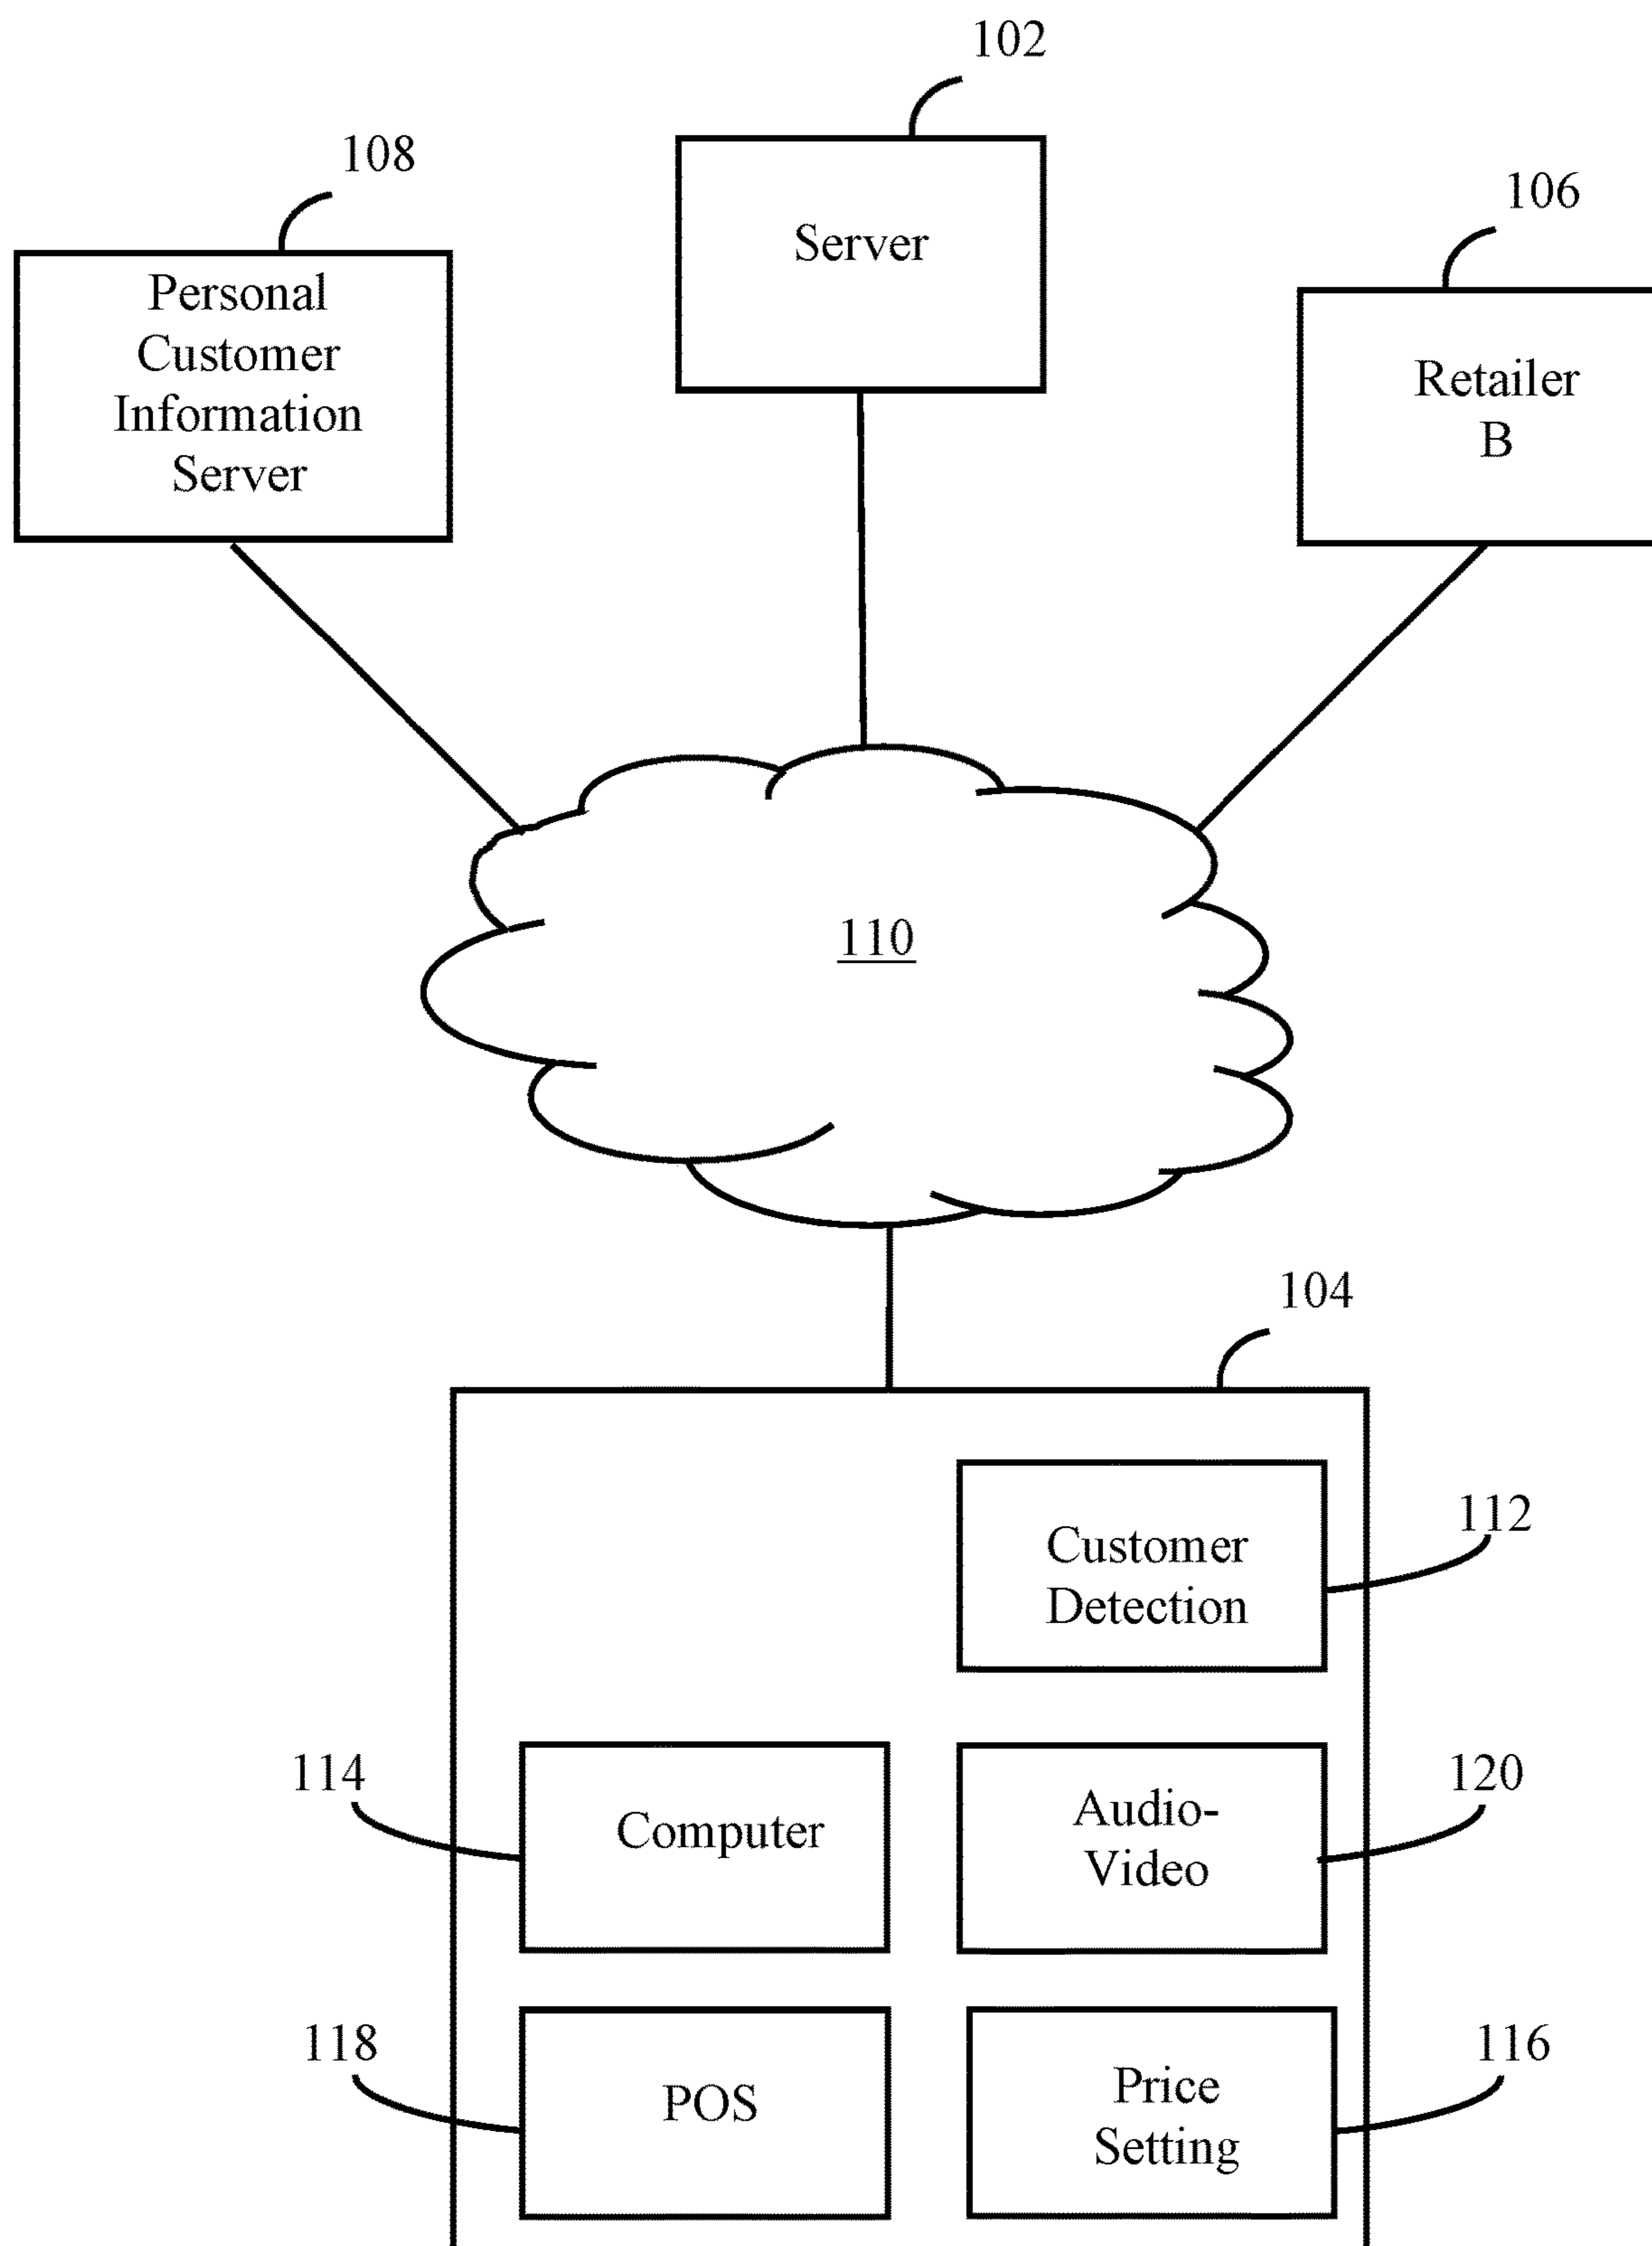 102
108
106
Server
Personal
Customer
Information
Server
Retailer
B
110
104
112
Customer
Detection
114
120
Computer
Audio-
Video
118
116
POS
Price
Setting